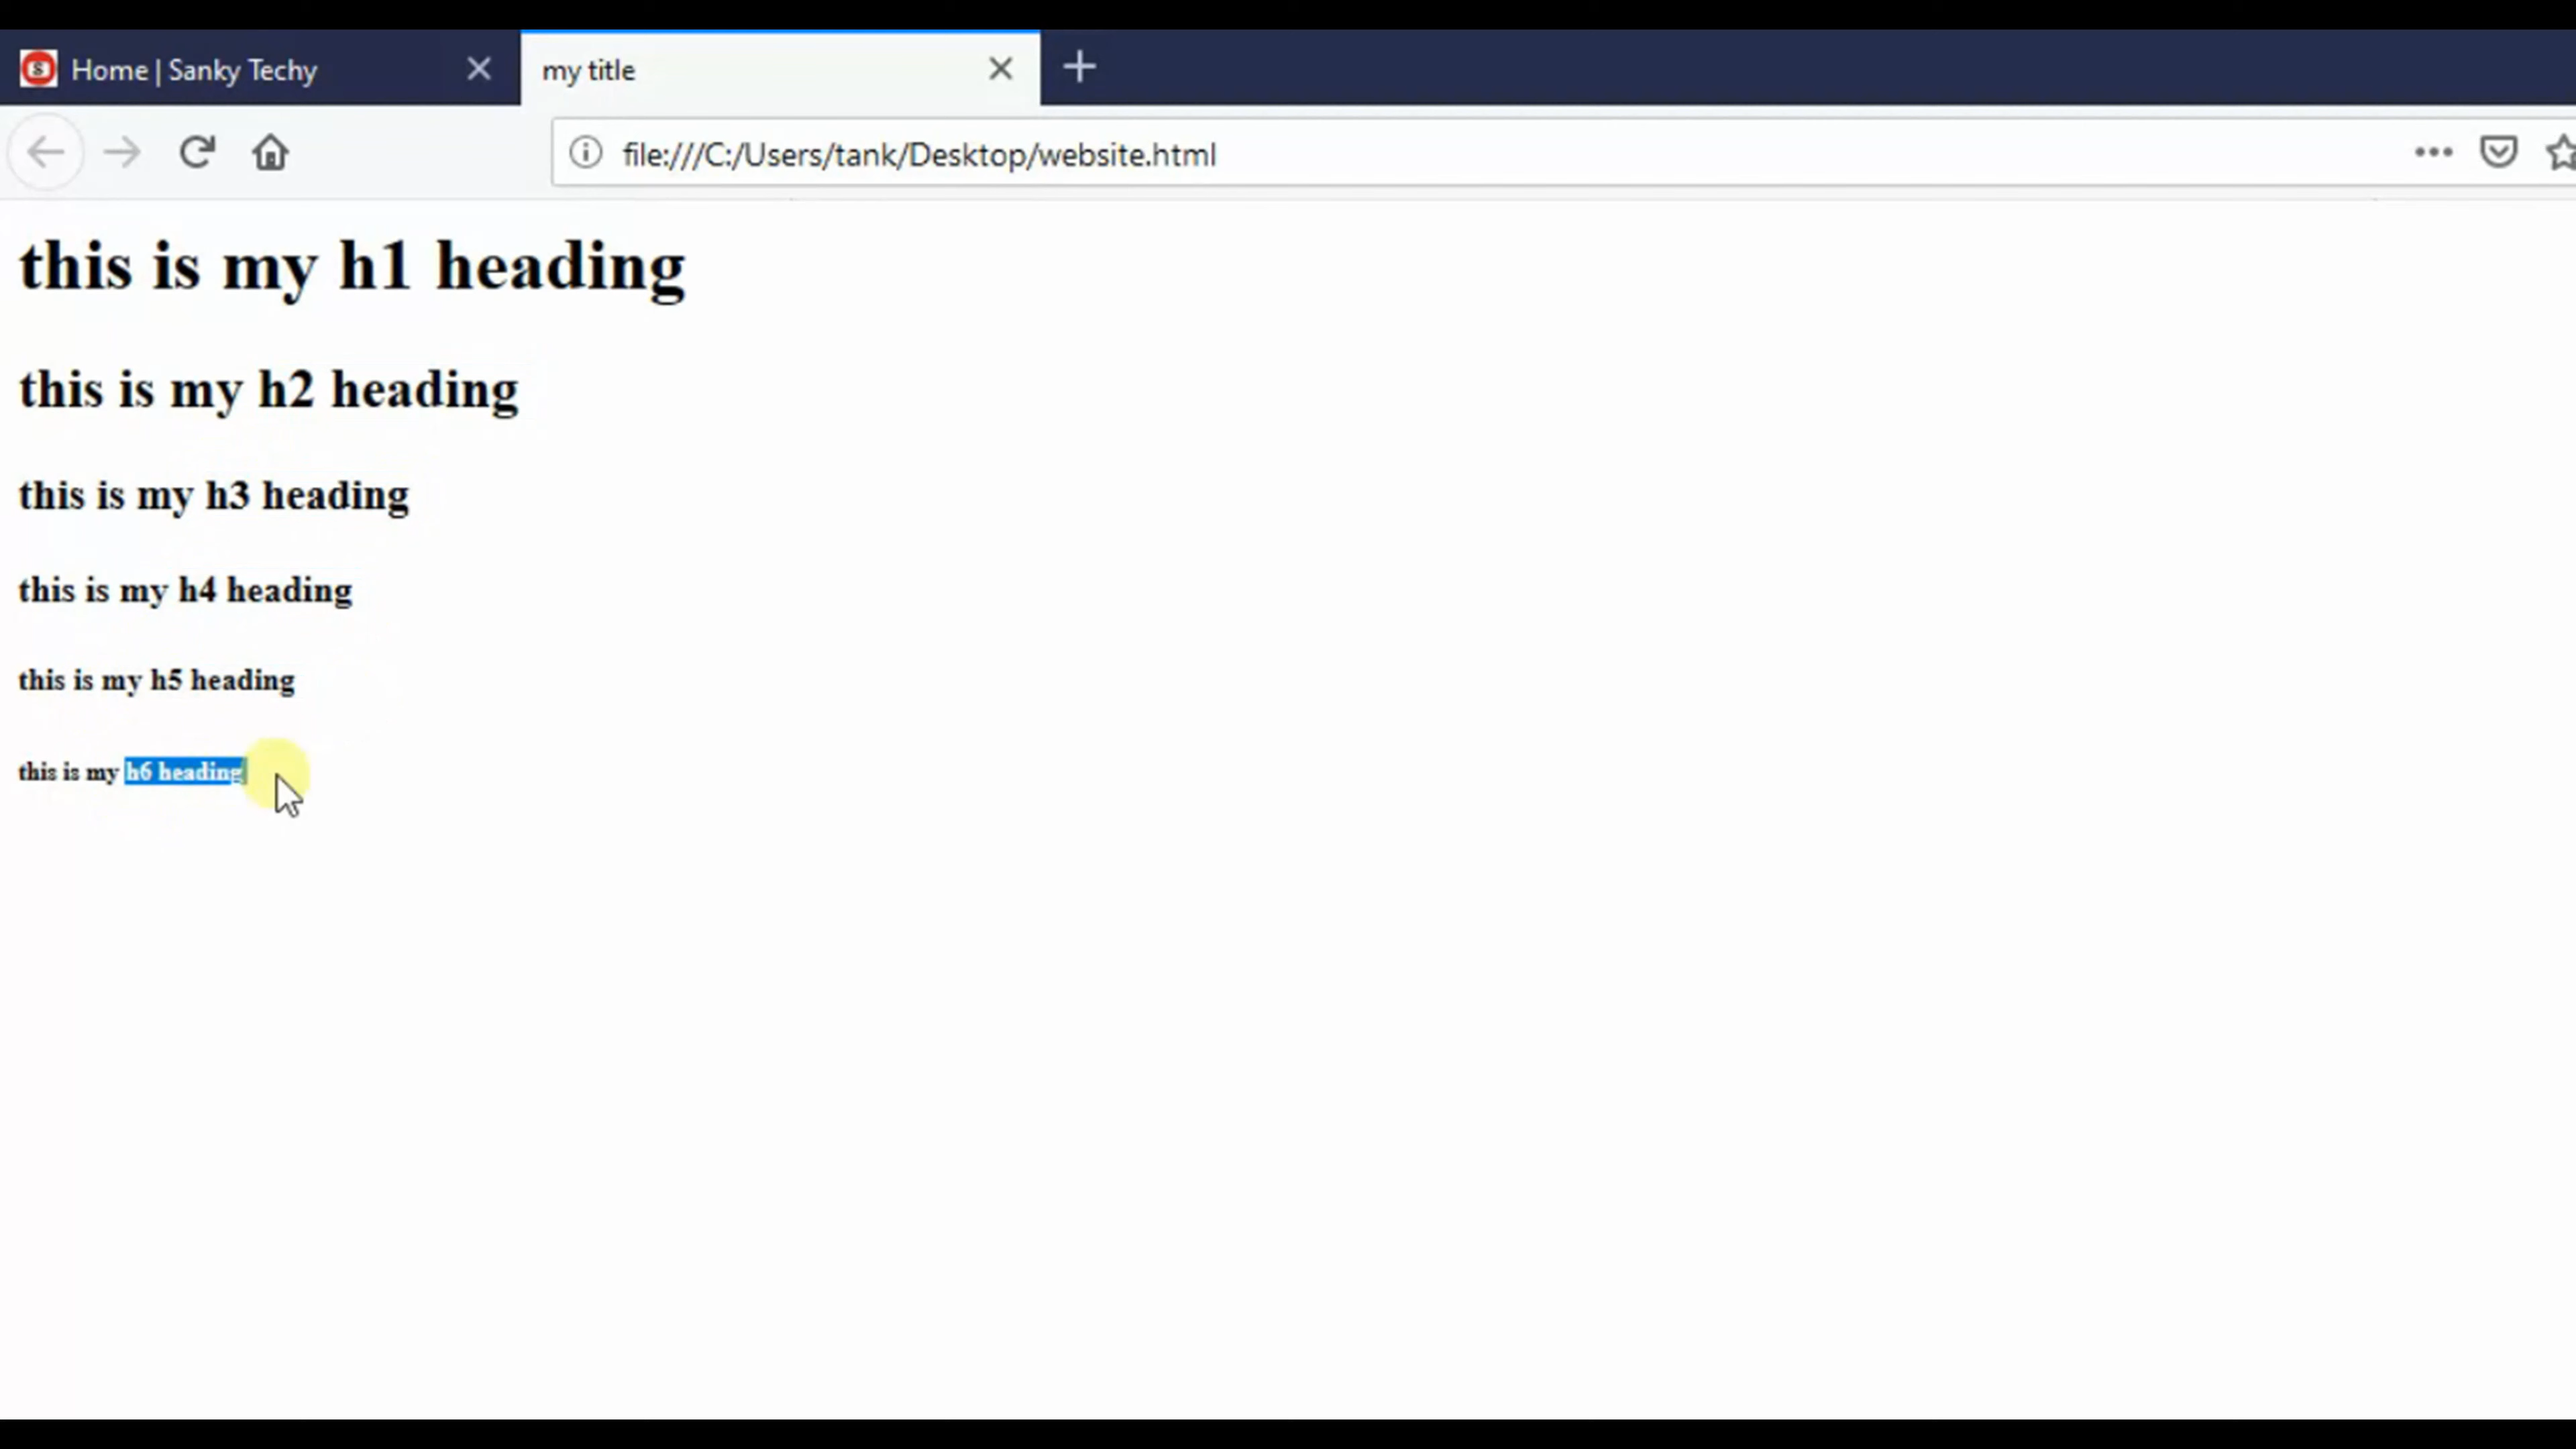 S Home | Sanky Techy
my title
file:///C:/Users/tank/Desktop/website.html
this is my h1 heading
this is my h2 heading
this is my h3 heading
this is my h4 heading
this is my h5 heading
this is my h6 heading